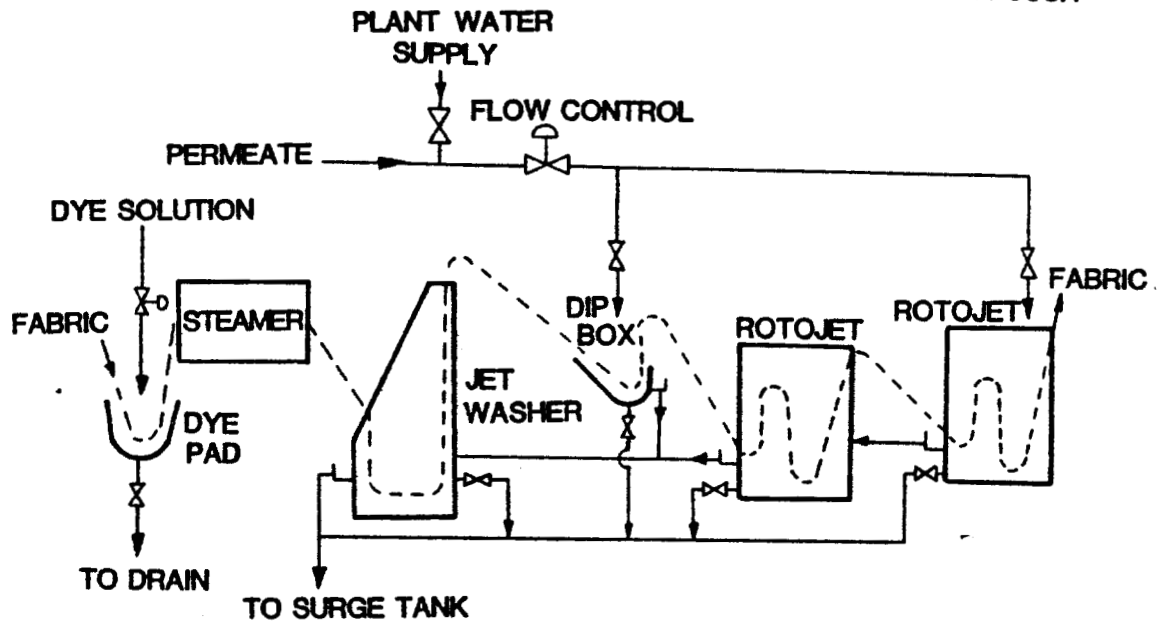 PLANT WATER
SUPPLY
FLOW CONTROL
PERMEATE
DYE SOLUTION
FABRIC
STEAMER
FABRIC
DIP
BOX
ROTOJET
ROTOJET
JET
WASHER
DYE
PAD
TO DRAIN
TO SURGE TANK